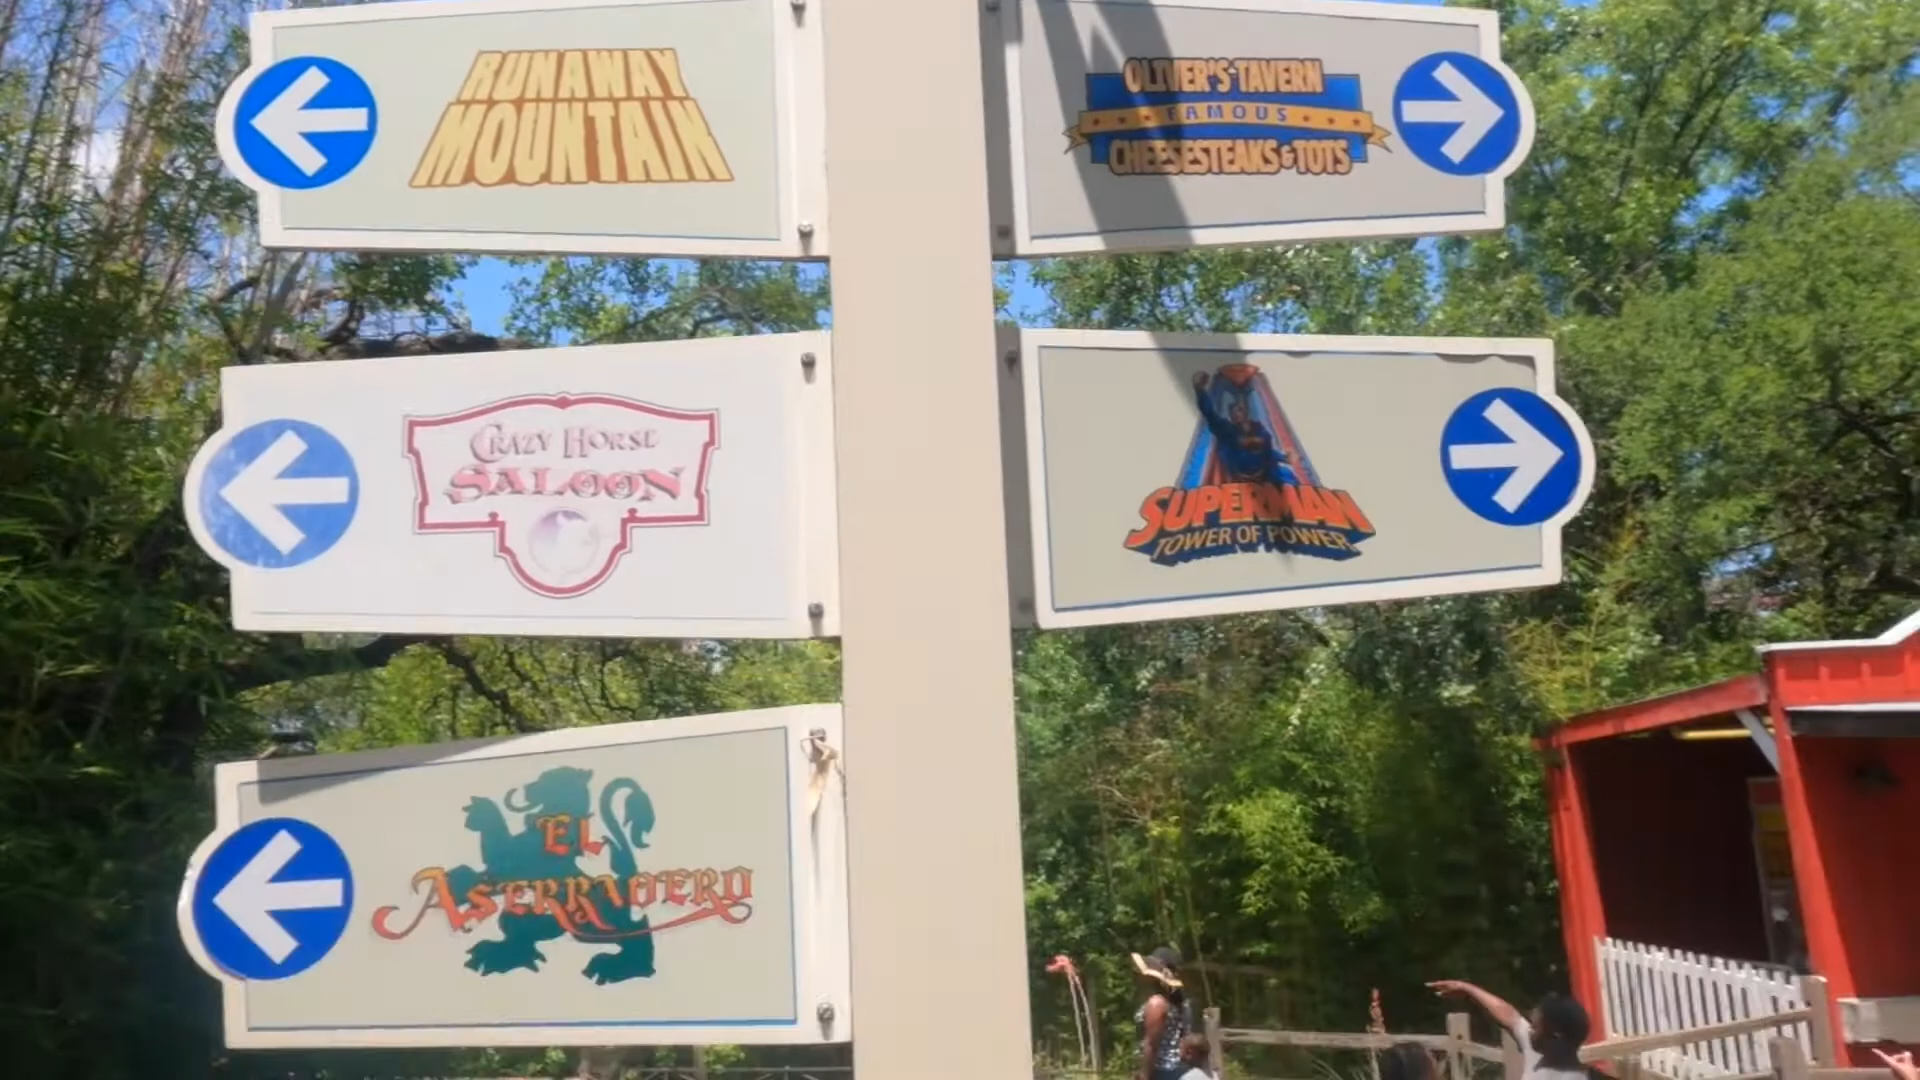 RUNAWAY
MOUNTAIN
OLIVER'S TAVERN
FAMOUS
CHEESESTEAKS & TOTS
CRAZY HORSE
SALOON
SUPERMAN
TOWER OF POWER
EL
ASERRADERO